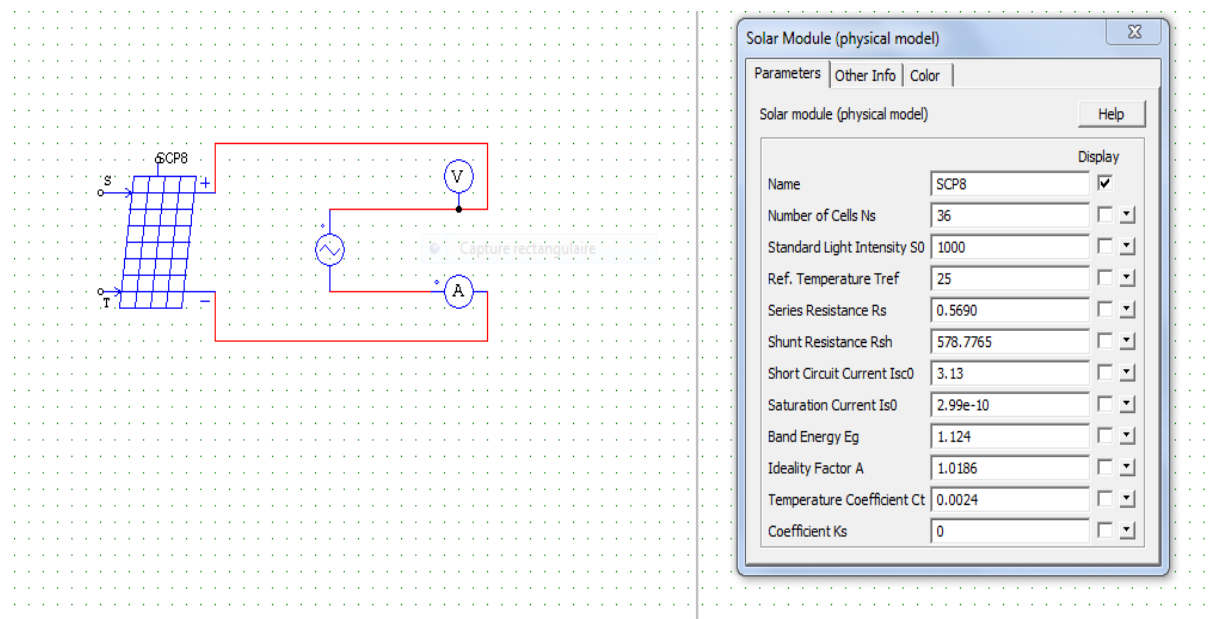 SCP8
S
+
V
Capture rectangulaire
A
T
−
Solar Module (physical model)
Parameters Other Info Color
Solar module (physical model) Help
Display
Name SCP8
Number of Cells Ns 36
Standard Light Intensity S0 1000
Ref. Temperature Tref 25
Series Resistance Rs 0.5690
Shunt Resistance Rsh 578.7765
Short Circuit Current Isc0 3.13
Saturation Current Is0 2.99e-10
Band Energy Eg 1.124
Ideality Factor A 1.0186
Temperature Coefficient Ct 0.0024
Coefficient Ks 0